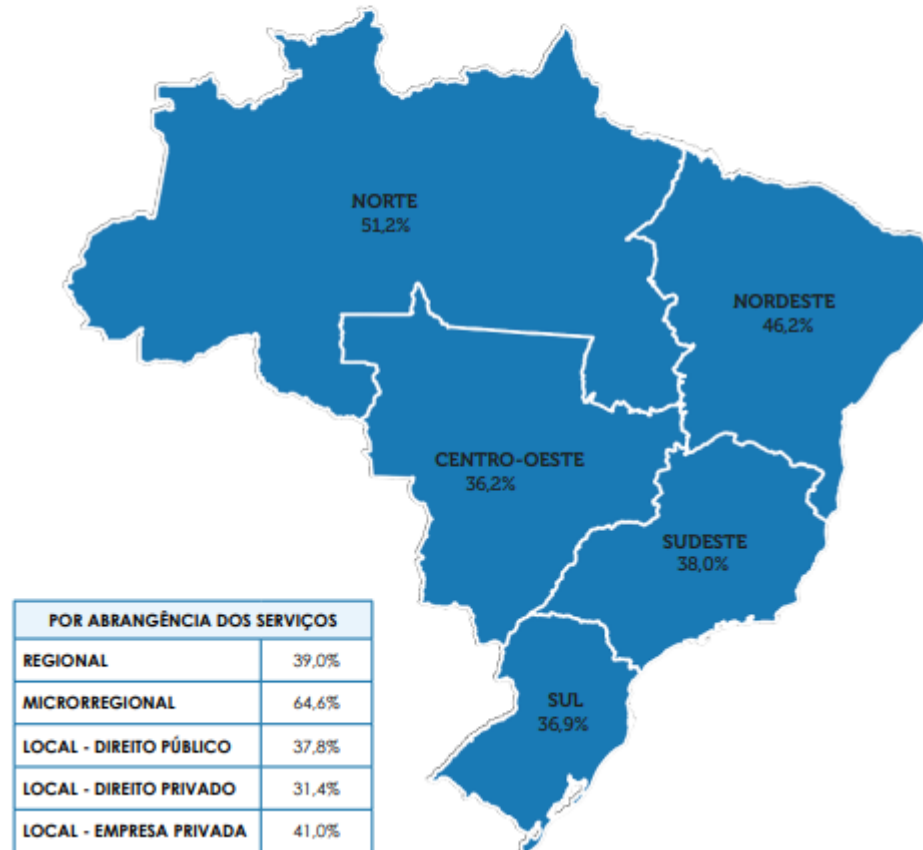 NORTE
51,2%
NORDESTE
46,2%
CENTRO-OESTE
36,2%
SUDESTE
38,0%
SUL
36,9%
POR ABRANGÊNCIA DOS SERVIÇOS
REGIONAL 39,0%
MICRORREGIONAL 64,6%
LOCAL - DIREITO PÚBLICO 37,8%
LOCAL - DIREITO PRIVADO 31,4%
LOCAL - EMPRESA PRIVADA 41,0%